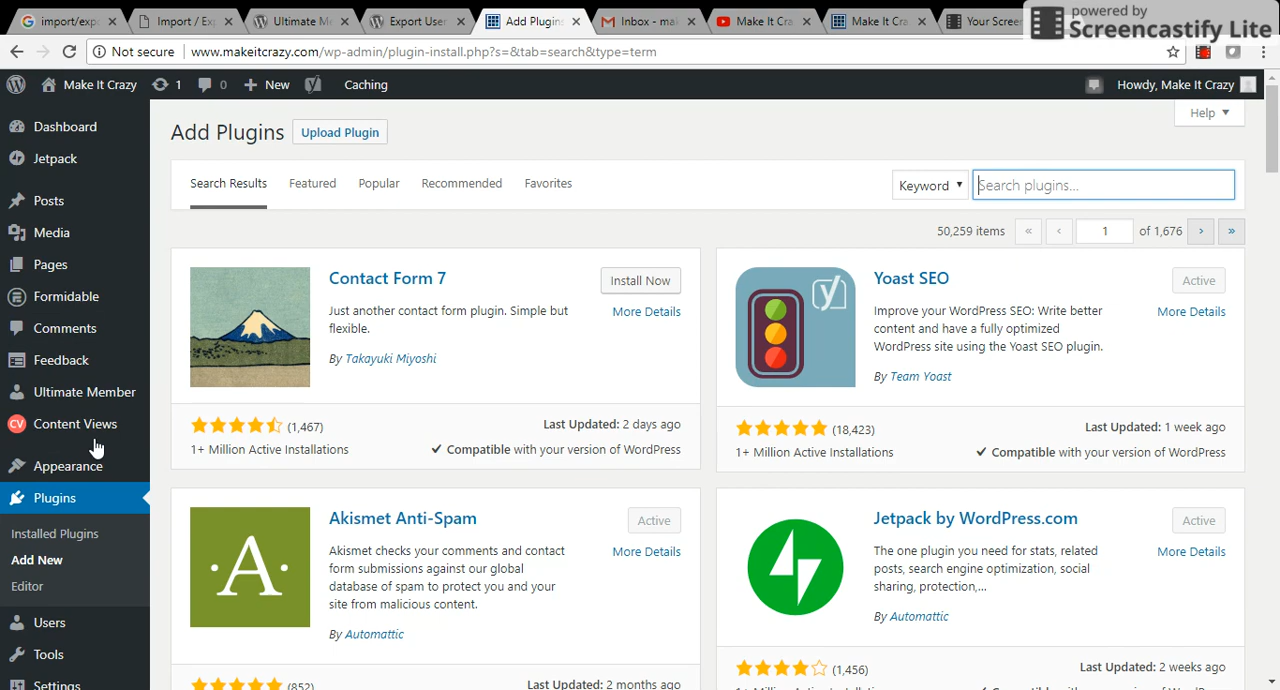 import/exp
Import / Exp
Ultimate Me
Export User
Add Plugins
Inbox - mak
Make It Cra
Make It Cra
Your Screen
powered by
Screencastify Lite
Not secure
www.makeitcrazy.com/wp-admin/plugin-install.php?s=&tab=search&type=term
Make It Crazy
1
0
New
Caching
Howdy, Make It Crazy
Dashboard
Jetpack
Posts
Media
Pages
Formidable
Comments
Feedback
Ultimate Member
CV
Content Views
Appearance
Plugins
Installed Plugins
Add New
Editor
Users
Tools
Settings
Add Plugins
Upload Plugin
Help
Search Results
Featured
Popular
Recommended
Favorites
Keyword
Search plugins...
50,259 items
«
‹
1
of 1,676
›
»
Contact Form 7
Install Now
More Details
Just another contact form plugin. Simple but
flexible.
By Takayuki Miyoshi
(1,467)
Last Updated: 2 days ago
1+ Million Active Installations
Compatible with your version of WordPress
Yoast SEO
Active
More Details
Improve your WordPress SEO: Write better
content and have a fully optimized
WordPress site using the Yoast SEO plugin.
By Team Yoast
(18,423)
Last Updated: 1 week ago
1+ Million Active Installations
Compatible with your version of WordPress
·A·
Akismet Anti-Spam
Active
More Details
Akismet checks your comments and contact
form submissions against our global
database of spam to protect you and your
site from malicious content.
By Automattic
(852)
Last Updated: 2 months ago
Jetpack by WordPress.com
Active
More Details
The one plugin you need for stats, related
posts, search engine optimization, social
sharing, protection,...
By Automattic
(1,456)
Last Updated: 2 weeks ago